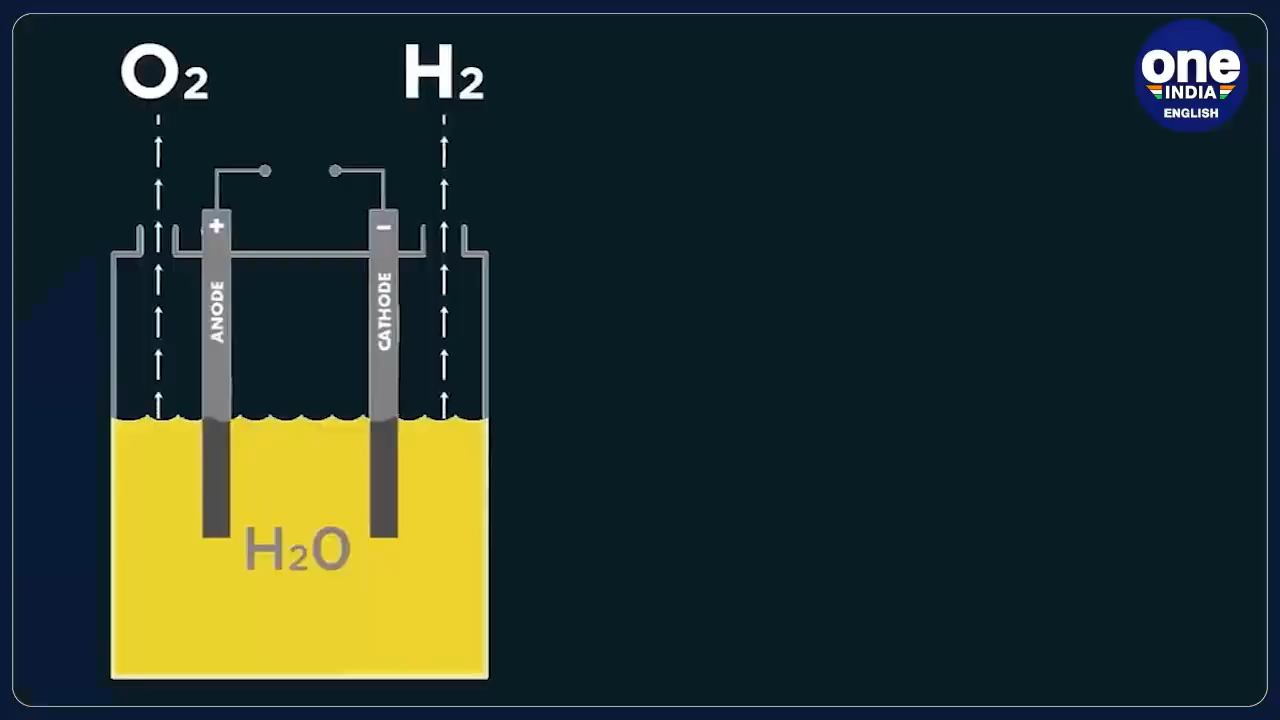 O₂
H₂
one
INDIA
ENGLISH
+
−
ANODE
CATHODE
H₂O